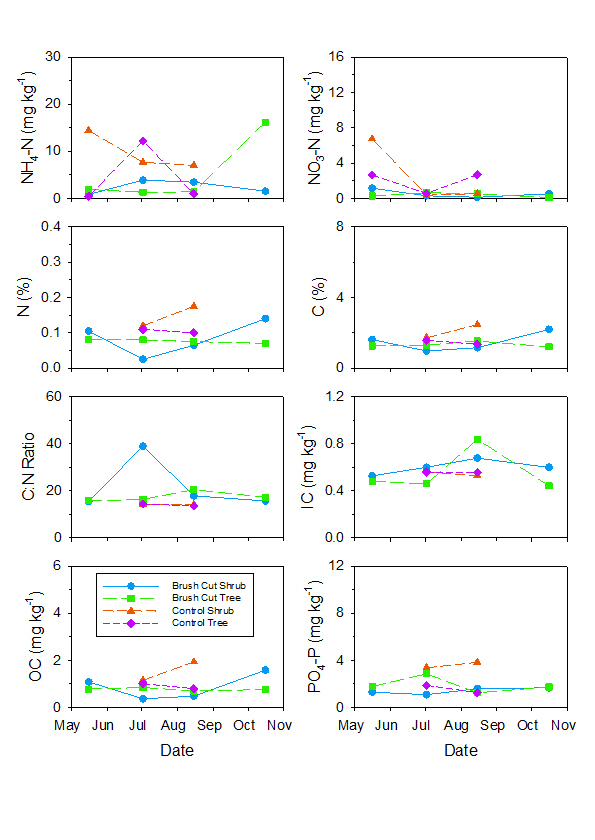 NH4-N (mg kg-1)
30
20
10
0
NO3-N (mg kg-1)
16
12
8
4
0
N (%)
0.4
0.3
0.2
0.1
0.0
C (%)
8
4
0
C:N Ratio
60
40
20
0
IC (mg kg-1)
1.2
0.8
0.4
0.0
OC (mg kg-1)
6
4
2
0
Brush Cut Shrub
Brush Cut Tree
Control Shrub
Control Tree
May Jun Jul Aug Sep Oct Nov
Date
PO4-P (mg kg-1)
12
8
4
0
May Jun Jul Aug Sep Oct Nov
Date